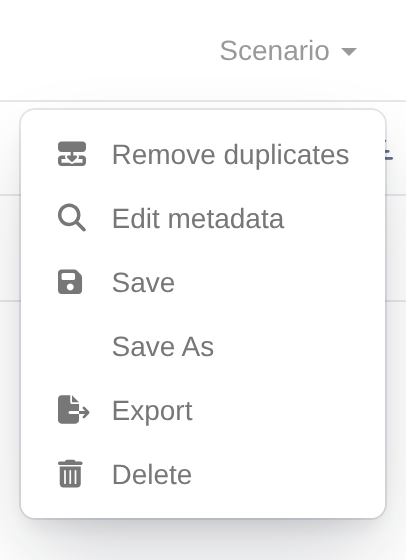 Scenario
Remove duplicates
Edit metadata
Save
Save As
Export
Delete